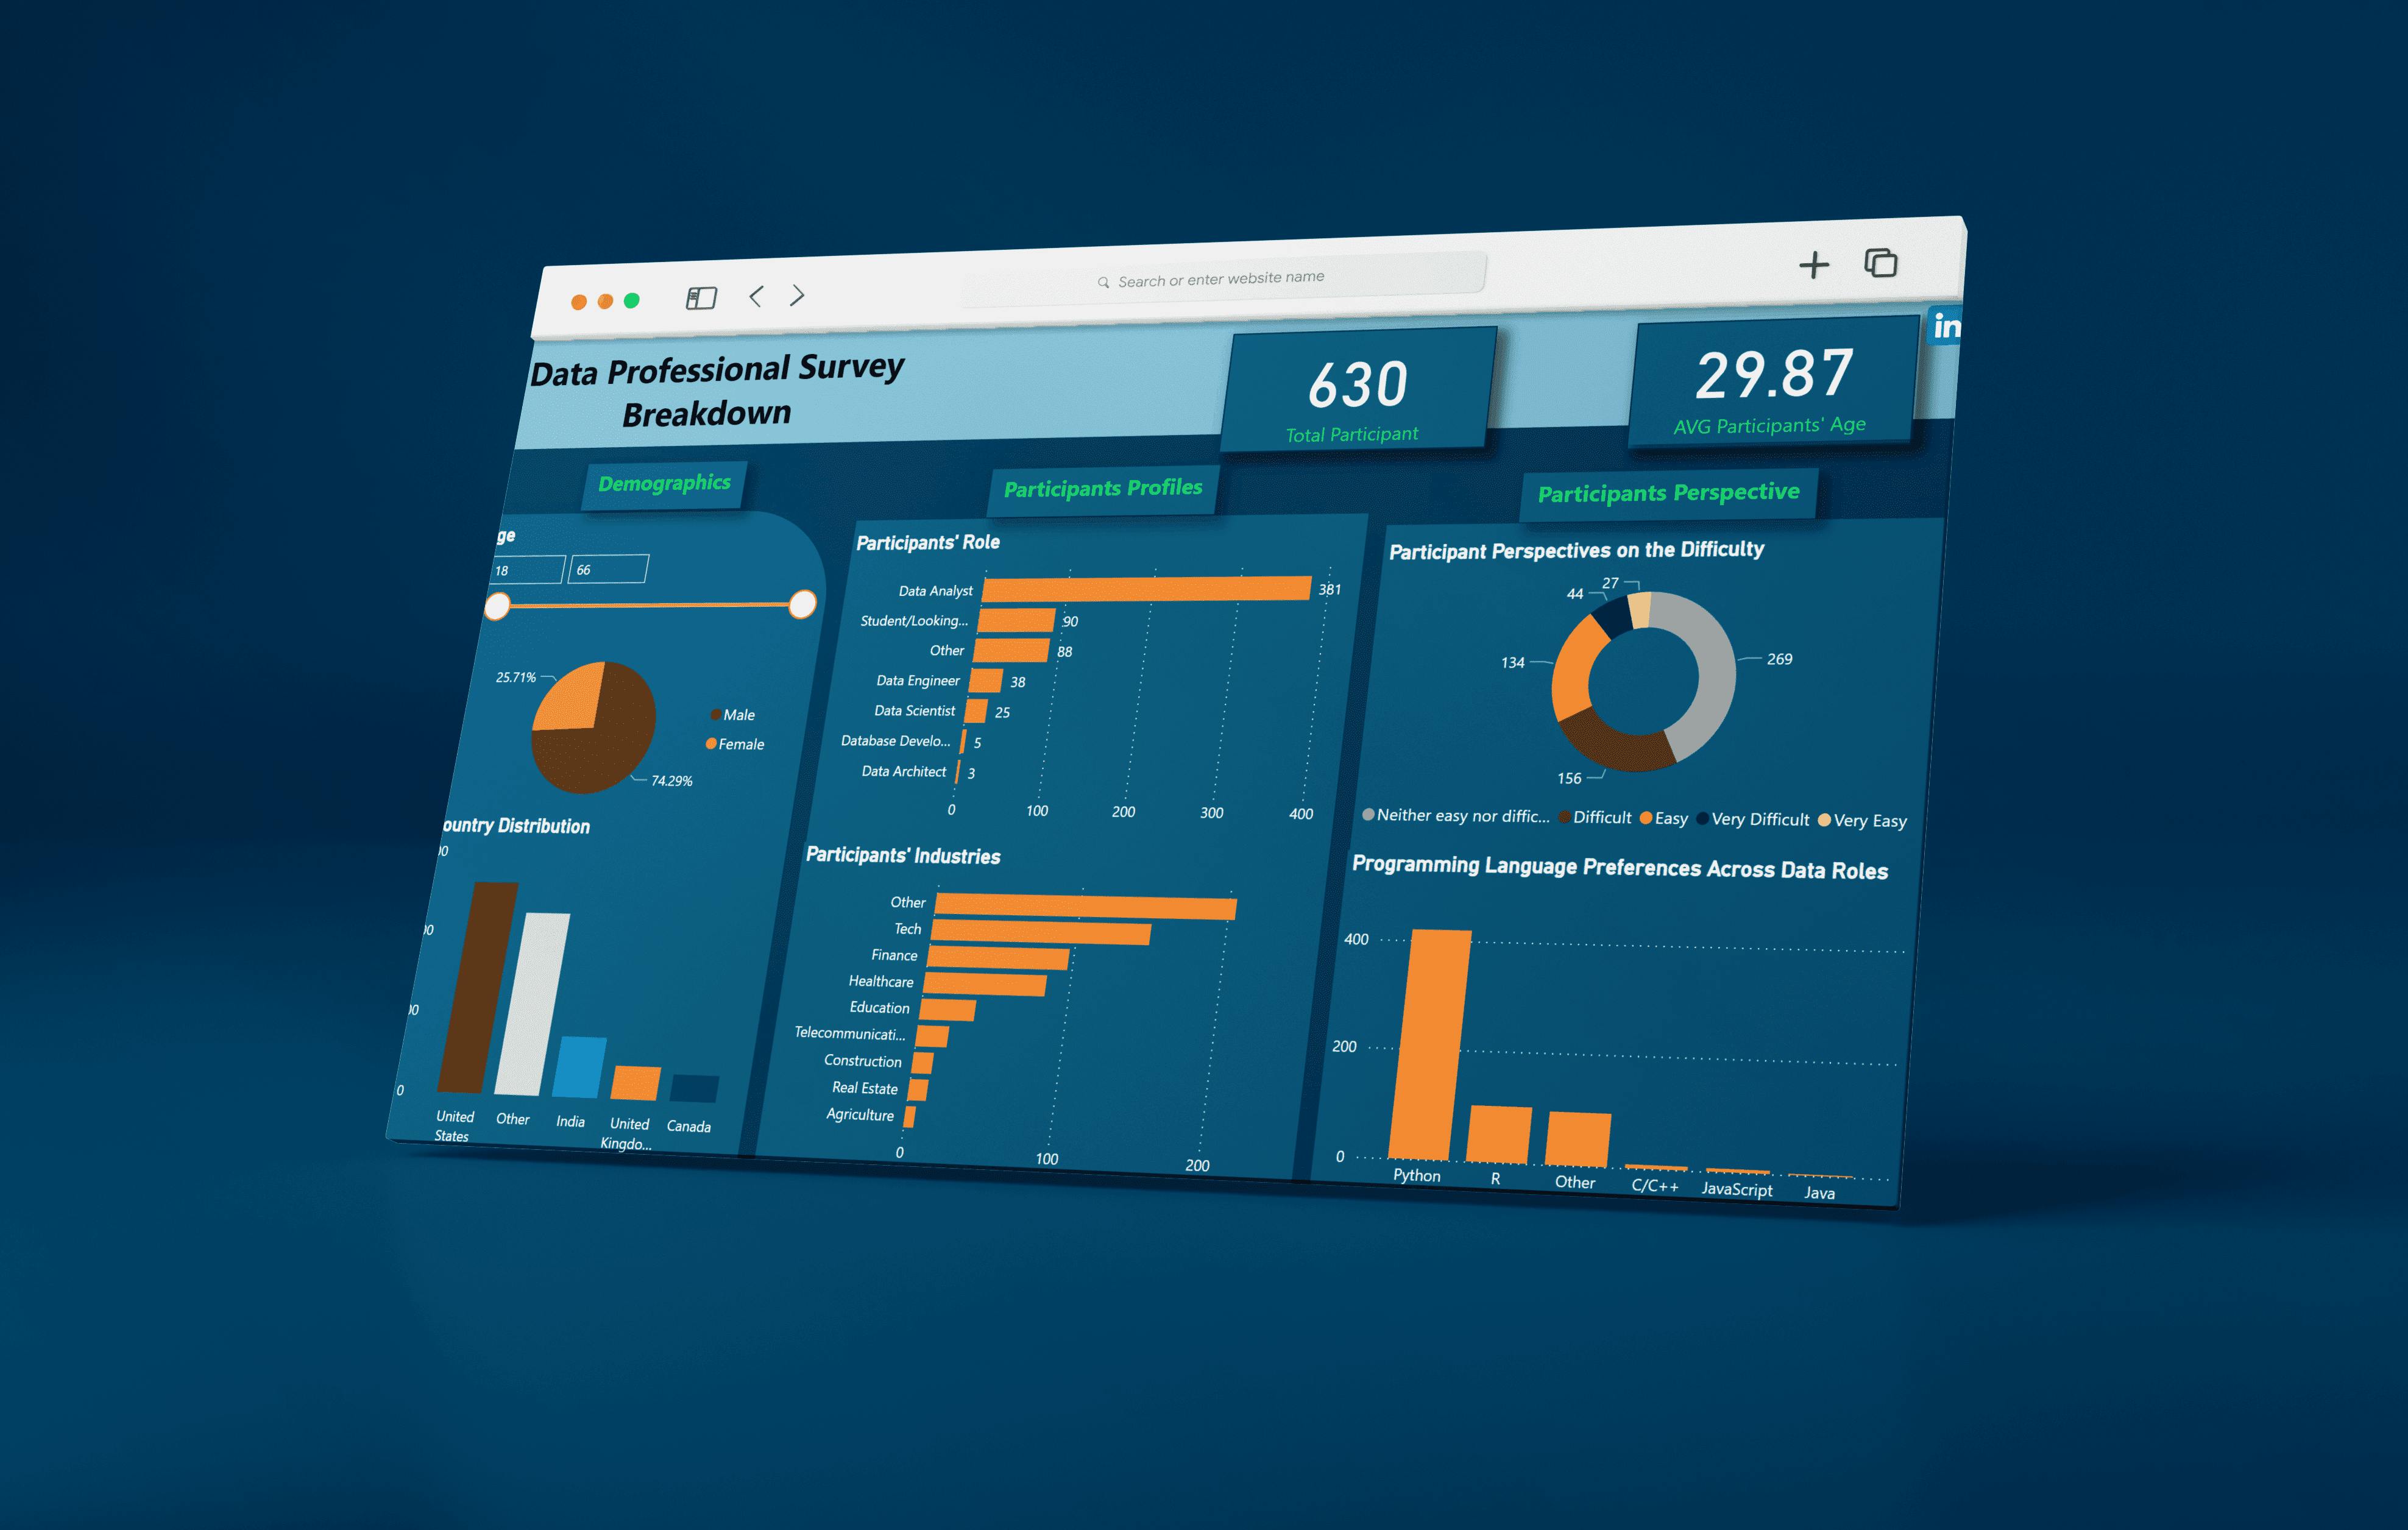 Search or enter website name
in
Data Professional Survey
Breakdown
630
Total Participant
29.87
AVG Participants' Age
Demographics
ge
18
66
25.71%
74.29%
Male
Female
ountry Distribution
00
00
00
0
United
States
Other
India
United
Kingdo...
Canada
Participants Profiles
Participants' Role
Data Analyst
381
Student/Looking...
90
Other
88
Data Engineer
38
Data Scientist
25
Database Develo...
5
Data Architect
3
0
100
200
300
400
Participants' Industries
Other
Tech
Finance
Healthcare
Education
Telecommunicati...
Construction
Real Estate
Agriculture
0
100
200
Participants Perspective
Participant Perspectives on the Difficulty
27
44
134
269
156
Neither easy nor diffic... Difficult Easy Very Difficult Very Easy
Programming Language Preferences Across Data Roles
400
200
0
Python
R
Other
C/C++
JavaScript
Java